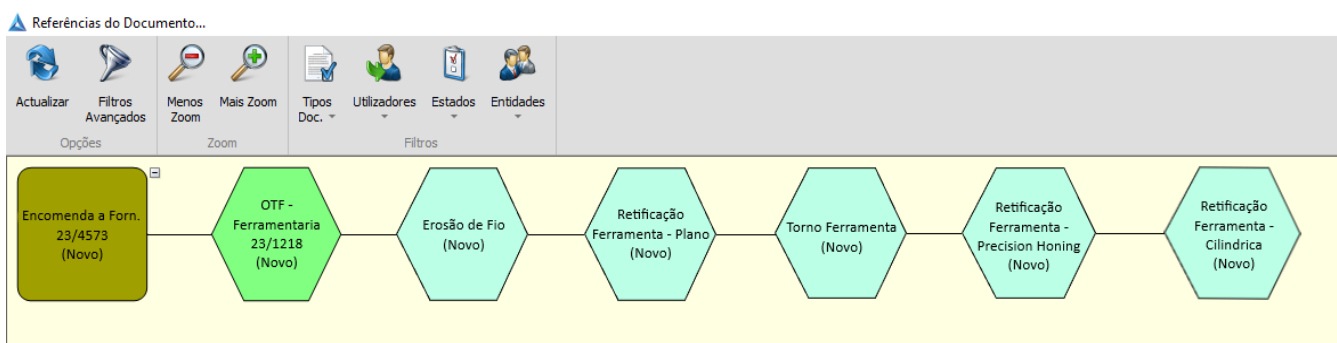 Referências do Documento...
Actualizar
Filtros
Avançados
Menos
Zoom
Mais Zoom
Tipos
Doc.
Utilizadores
Estados
Entidades
Opções
Zoom
Filtros
Encomenda a Forn.
23/4573
(Novo)
OTF -
Ferramentaria
23/1218
(Novo)
Erosão de Fio
(Novo)
Retificação
Ferramenta - Plano
(Novo)
Torno Ferramenta
(Novo)
Retificação
Ferramenta -
Precision Honing
(Novo)
Retificação
Ferramenta -
Cilindrica
(Novo)